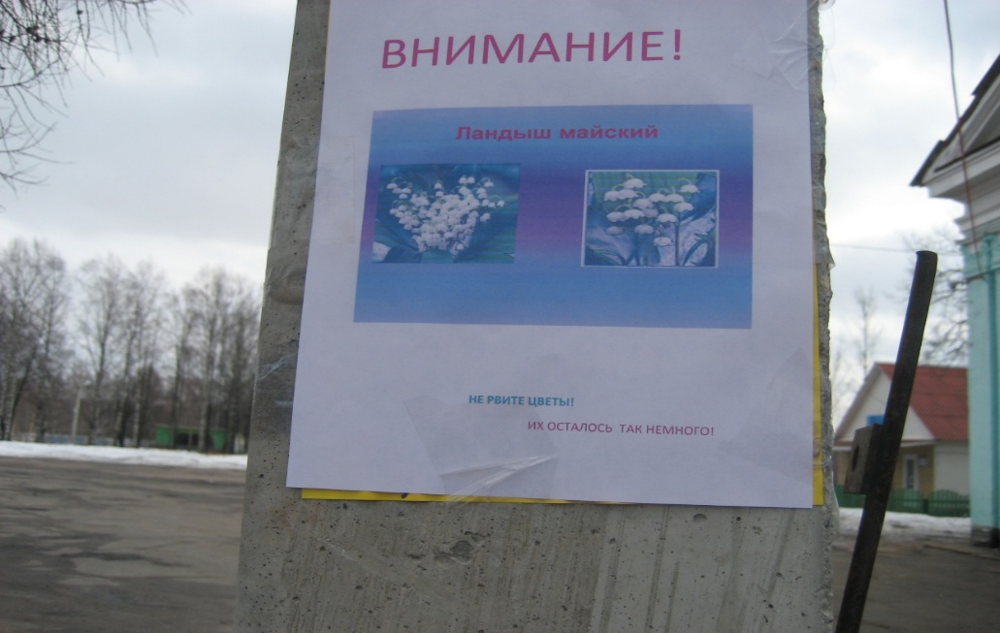 ВНИМАНИЕ!
Ландыш майский
НЕ РВИТЕ ЦВЕТЫ!
ИХ ОСТАЛОСЬ ТАК НЕМНОГО!